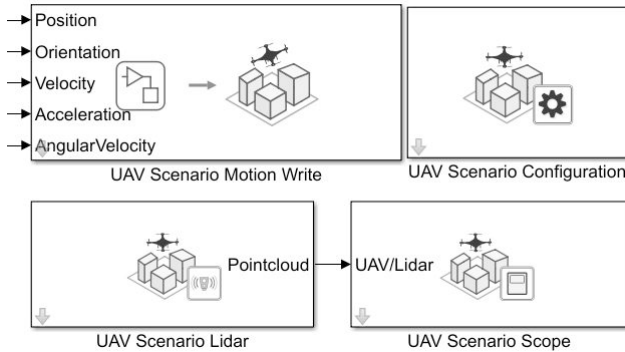 Position
Orientation
Velocity
Acceleration
AngularVelocity
UAV Scenario Motion Write
UAV Scenario Configuration
Pointcloud
UAV/Lidar
UAV Scenario Lidar
UAV Scenario Scope